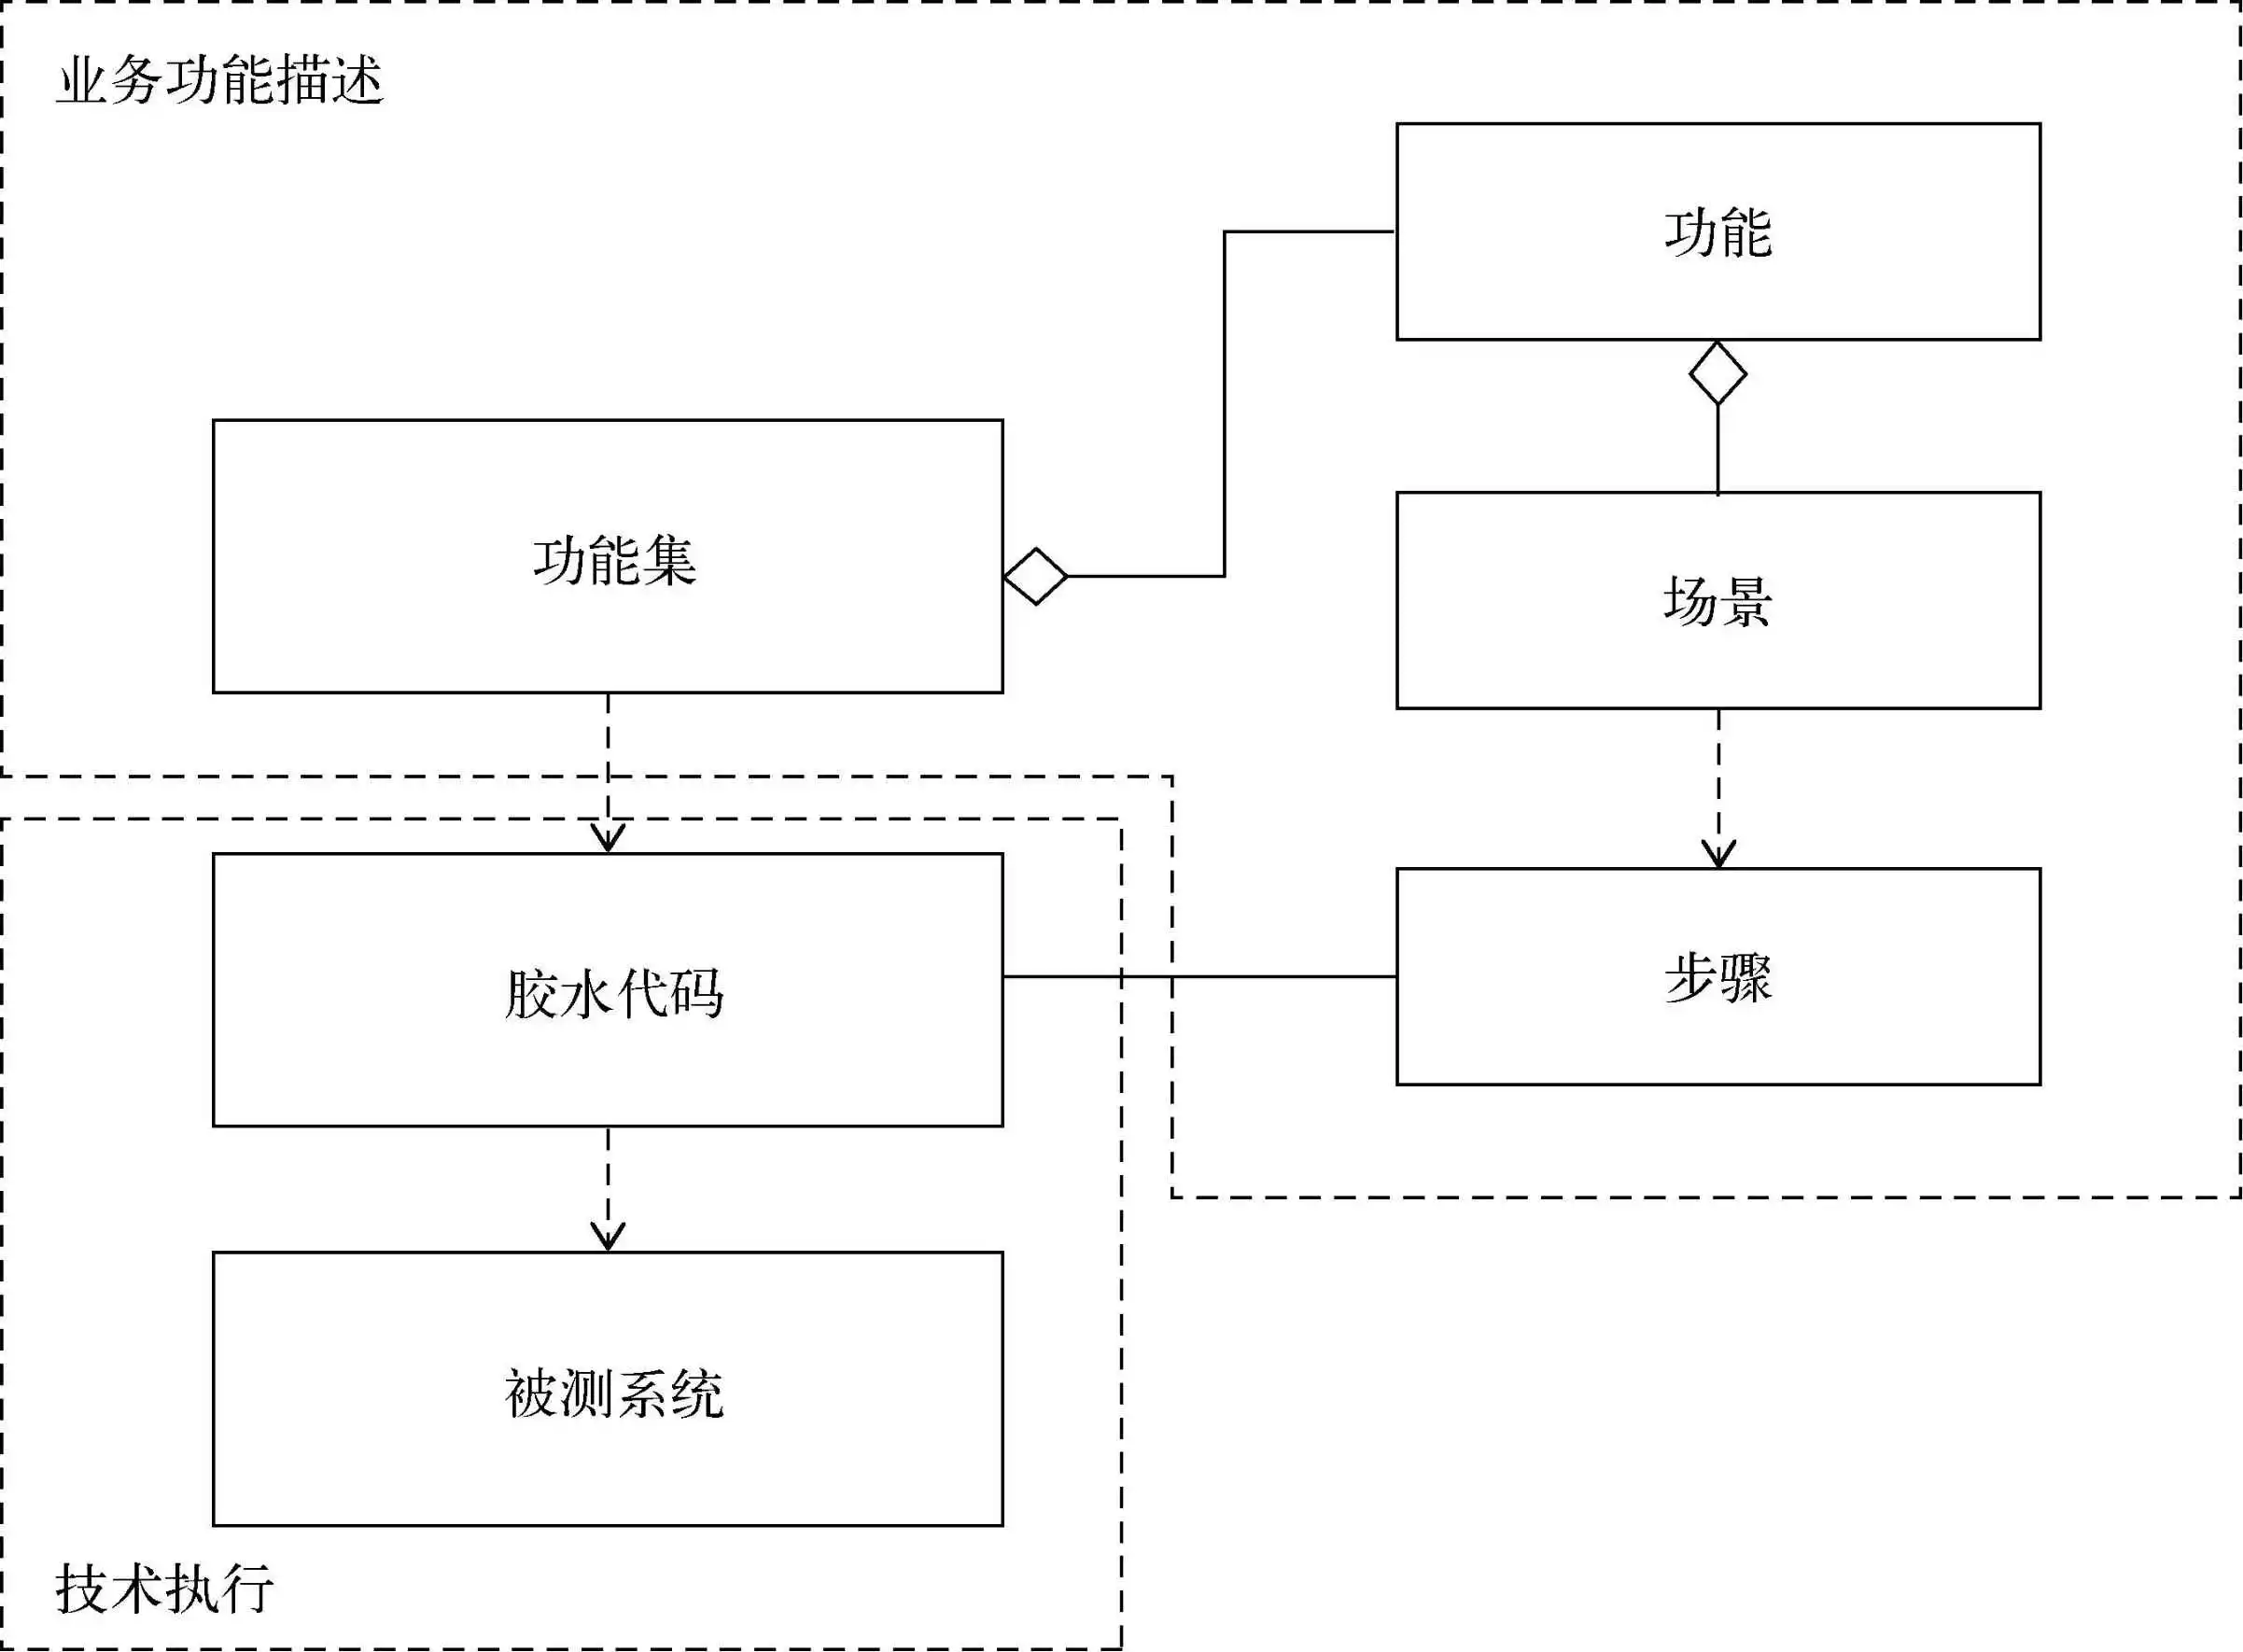 业务功能描述
功能
功能集
场景
胶水代码
步骤
被测系统
技术执行